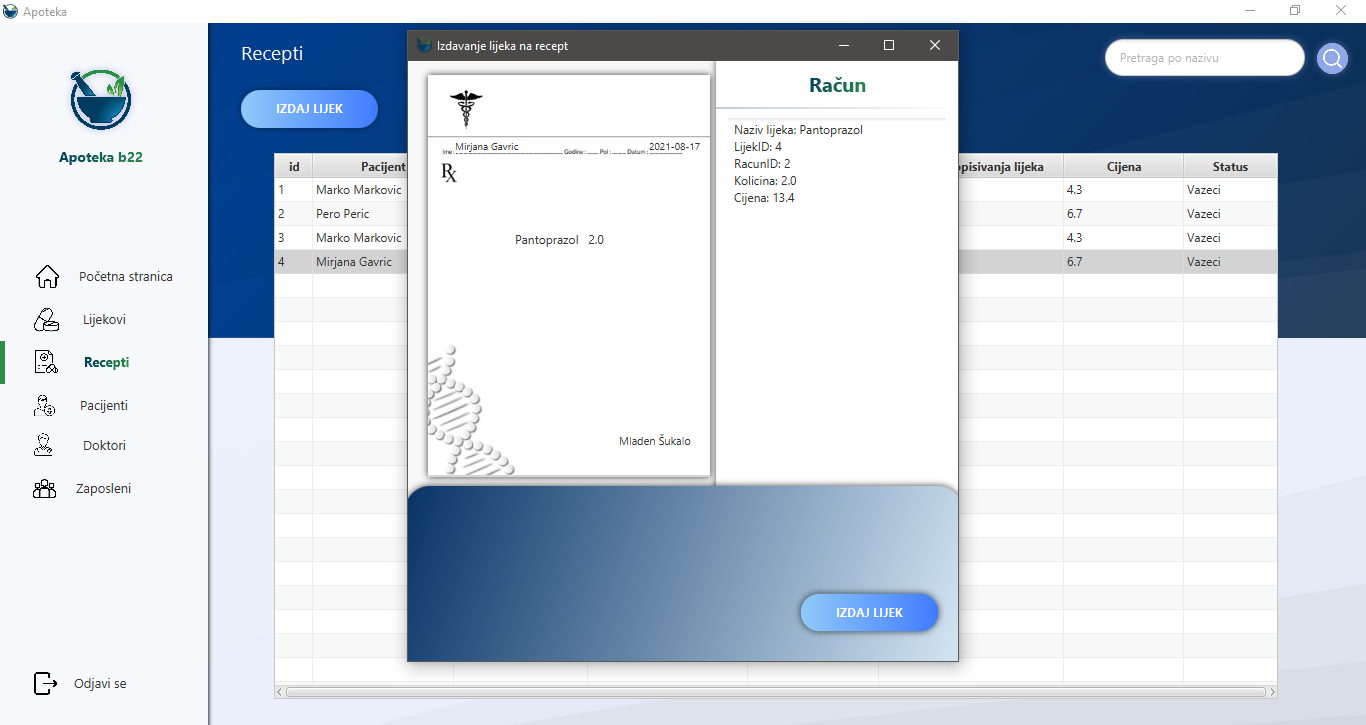 Apoteka
Apoteka b22
Početna stranica
Lijekovi
Recepti
Pacijenti
Doktori
Zaposleni
Odjavi se
Recepti
IZDAJ LIJEK
Pretraga po nazivu
id Pacijent opisivanja lijeka Cijena Status
1 Marko Markovic 4.3 Vazeci
2 Pero Peric 6.7 Vazeci
3 Marko Markovic 4.3 Vazeci
4 Mirjana Gavric 6.7 Vazeci
Izdavanje lijeka na recept
Ime: Mirjana Gavric Godine: Pol: Datum: 2021-08-17
Rx
Pantoprazol 2.0
Mladen Šukalo
Račun
Naziv lijeka: Pantoprazol
LijekID: 4
RacunID: 2
Kolicina: 2.0
Cijena: 13.4
IZDAJ LIJEK